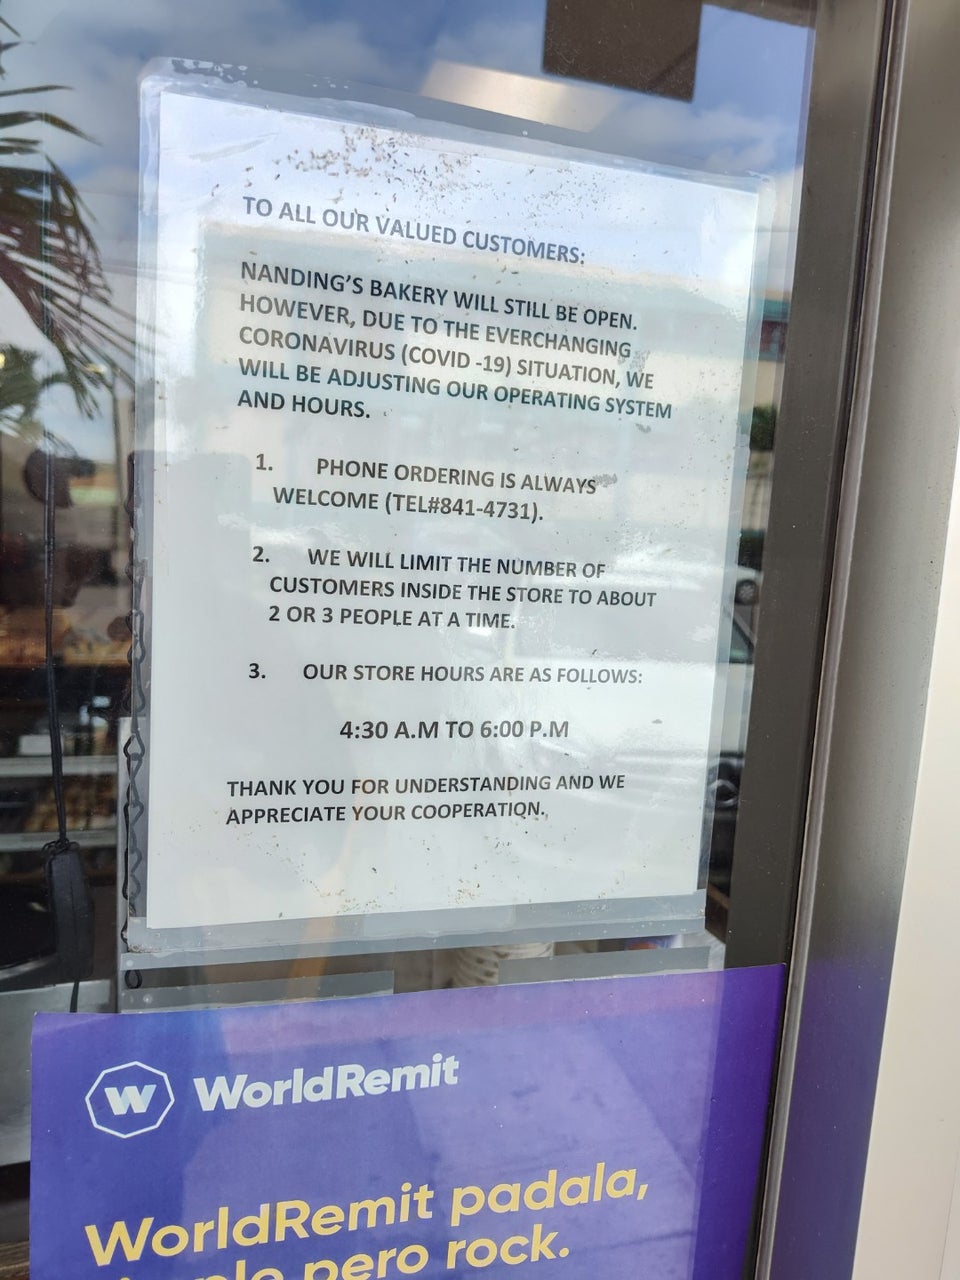 TO ALL OUR VALUED CUSTOMERS:
NANDING'S BAKERY WILL STILL BE OPEN.
HOWEVER, DUE TO THE EVERCHANGING
CORONAVIRUS (COVID -19) SITUATION, WE
WILL BE ADJUSTING OUR OPERATING SYSTEM
AND HOURS.
1. PHONE ORDERING IS ALWAYS
WELCOME (TEL#841-4731).
2. WE WILL LIMIT THE NUMBER OF
CUSTOMERS INSIDE THE STORE TO ABOUT
2 OR 3 PEOPLE AT A TIME.
3. OUR STORE HOURS ARE AS FOLLOWS:
4:30 A.M TO 6:00 P.M
THANK YOU FOR UNDERSTANDING AND WE
APPRECIATE YOUR COOPERATION.
W WorldRemit
WorldRemit padala,
pero rock.